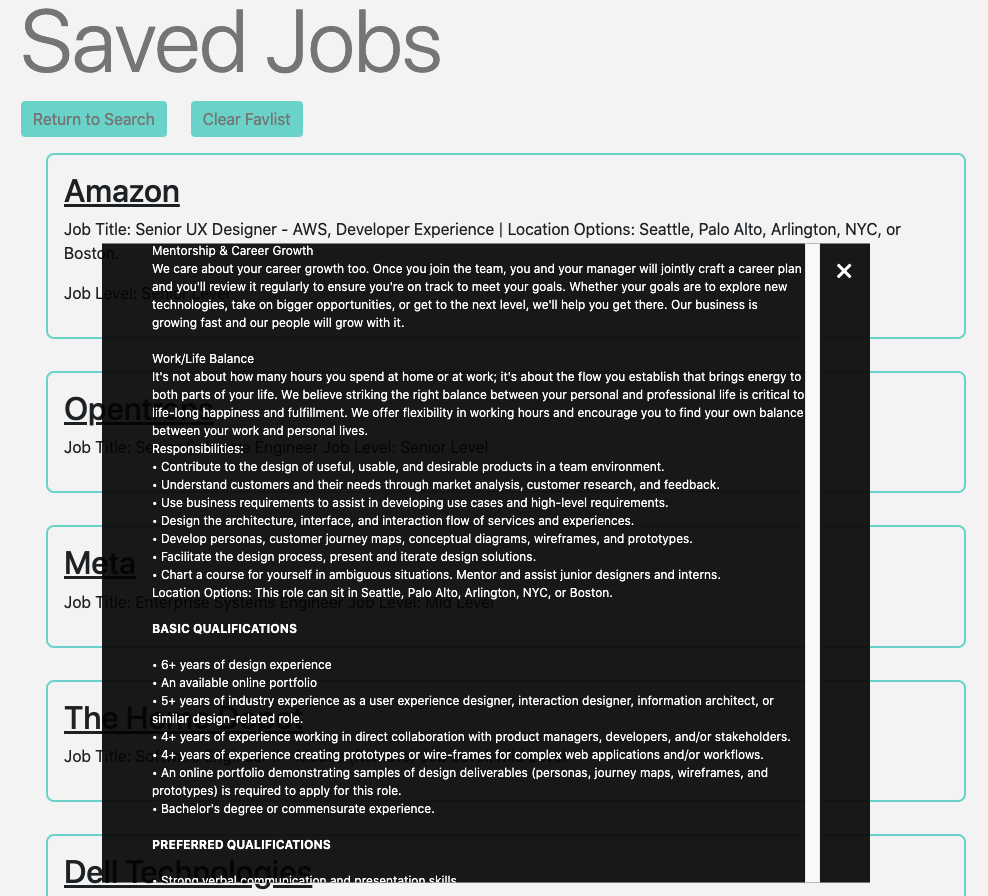 Saved Jobs
Return to Search
Clear Favlist
Amazon
Job Title: Senior UX Designer - AWS, Developer Experience | Location Options: Seattle, Palo Alto, Arlington, NYC, or
Boston.
Job Level: Senior Level
×
Mentorship & Career Growth
We care about your career growth too. Once you join the team, you and your manager will jointly craft a career plan
and you'll review it regularly to ensure you're on track to meet your goals. Whether your goals are to explore new
technologies, take on bigger opportunities, or get to the next level, we'll help you get there. Our business is
growing fast and our people will grow with it.
Work/Life Balance
It's not about how many hours you spend at home or at work; it's about the flow you establish that brings energy to
both parts of your life. We believe striking the right balance between your personal and professional life is critical to
life-long happiness and fulfillment. We offer flexibility in working hours and encourage you to find your own balance
between your work and personal lives.
Responsibilities:
• Contribute to the design of useful, usable, and desirable products in a team environment.
• Understand customers and their needs through market analysis, customer research, and feedback.
• Use business requirements to assist in developing use cases and high-level requirements.
• Design the architecture, interface, and interaction flow of services and experiences.
• Develop personas, customer journey maps, conceptual diagrams, wireframes, and prototypes.
• Facilitate the design process, present and iterate design solutions.
• Chart a course for yourself in ambiguous situations. Mentor and assist junior designers and interns.
Location Options: This role can sit in Seattle, Palo Alto, Arlington, NYC, or Boston.
BASIC QUALIFICATIONS
• 6+ years of design experience
• An available online portfolio
• 5+ years of industry experience as a user experience designer, interaction designer, information architect, or
similar design-related role.
• 4+ years of experience working in direct collaboration with product managers, developers, and/or stakeholders.
• 4+ years of experience creating prototypes or wire-frames for complex web applications and/or workflows.
• An online portfolio demonstrating samples of design deliverables (personas, journey maps, wireframes, and
prototypes) is required to apply for this role.
• Bachelor's degree or commensurate experience.
PREFERRED QUALIFICATIONS
• Strong verbal communication and presentation skills
Opentrons
Job Title: Engineer Job Level: Senior Level
Meta
Job Title: Enterprise Systems Engineer Job Level: Mid Level
The Home Depot
Job Title:
Dell Technologies